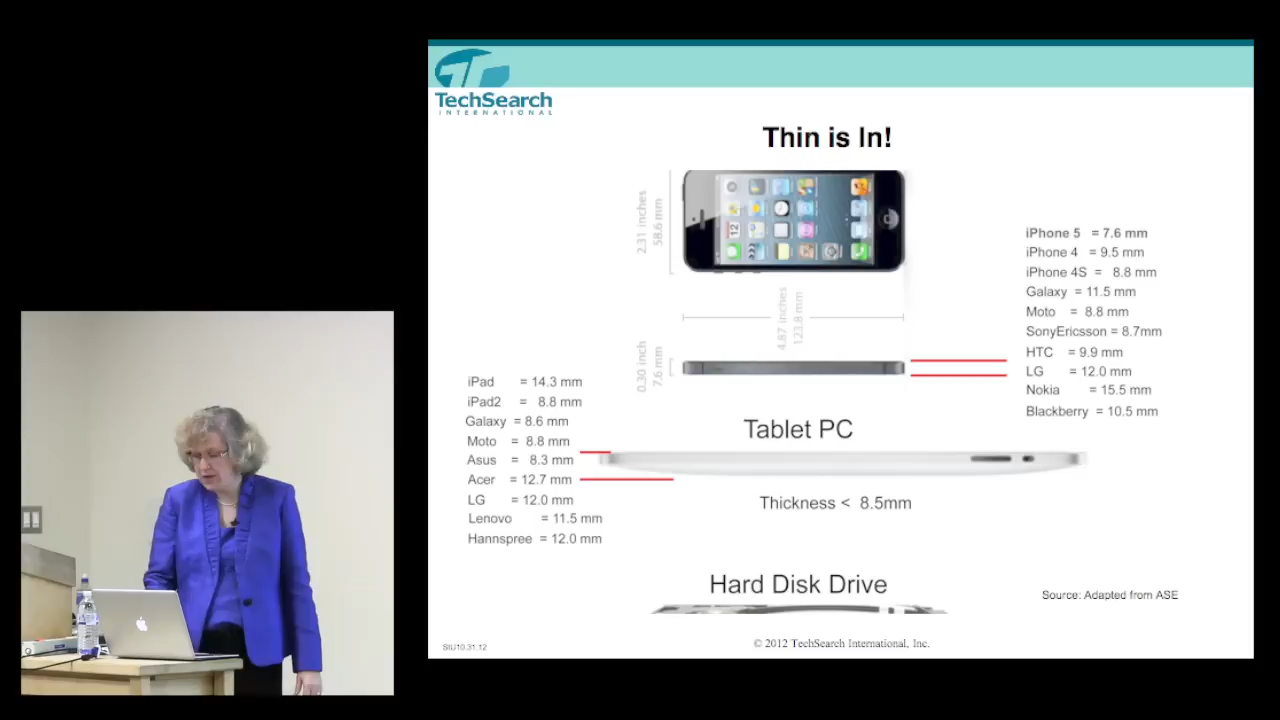 TechSearch
INTERNATIONAL
Thin is In!
2.31 inches
58.6 mm
4.87 inches
123.8 mm
0.30 inch
7.6 mm
iPhone 5 = 7.6 mm
iPhone 4 = 9.5 mm
iPhone 4S = 8.8 mm
Galaxy = 11.5 mm
Moto = 8.8 mm
SonyEricsson = 8.7mm
HTC = 9.9 mm
LG = 12.0 mm
Nokia = 15.5 mm
Blackberry = 10.5 mm
iPad = 14.3 mm
iPad2 = 8.8 mm
Galaxy = 8.6 mm
Moto = 8.8 mm
Asus = 8.3 mm
Acer = 12.7 mm
LG = 12.0 mm
Lenovo = 11.5 mm
Hannspree = 12.0 mm
Tablet PC
Thickness < 8.5mm
Hard Disk Drive
Source: Adapted from ASE
StU10.31.12
© 2012 TechSearch International, Inc.